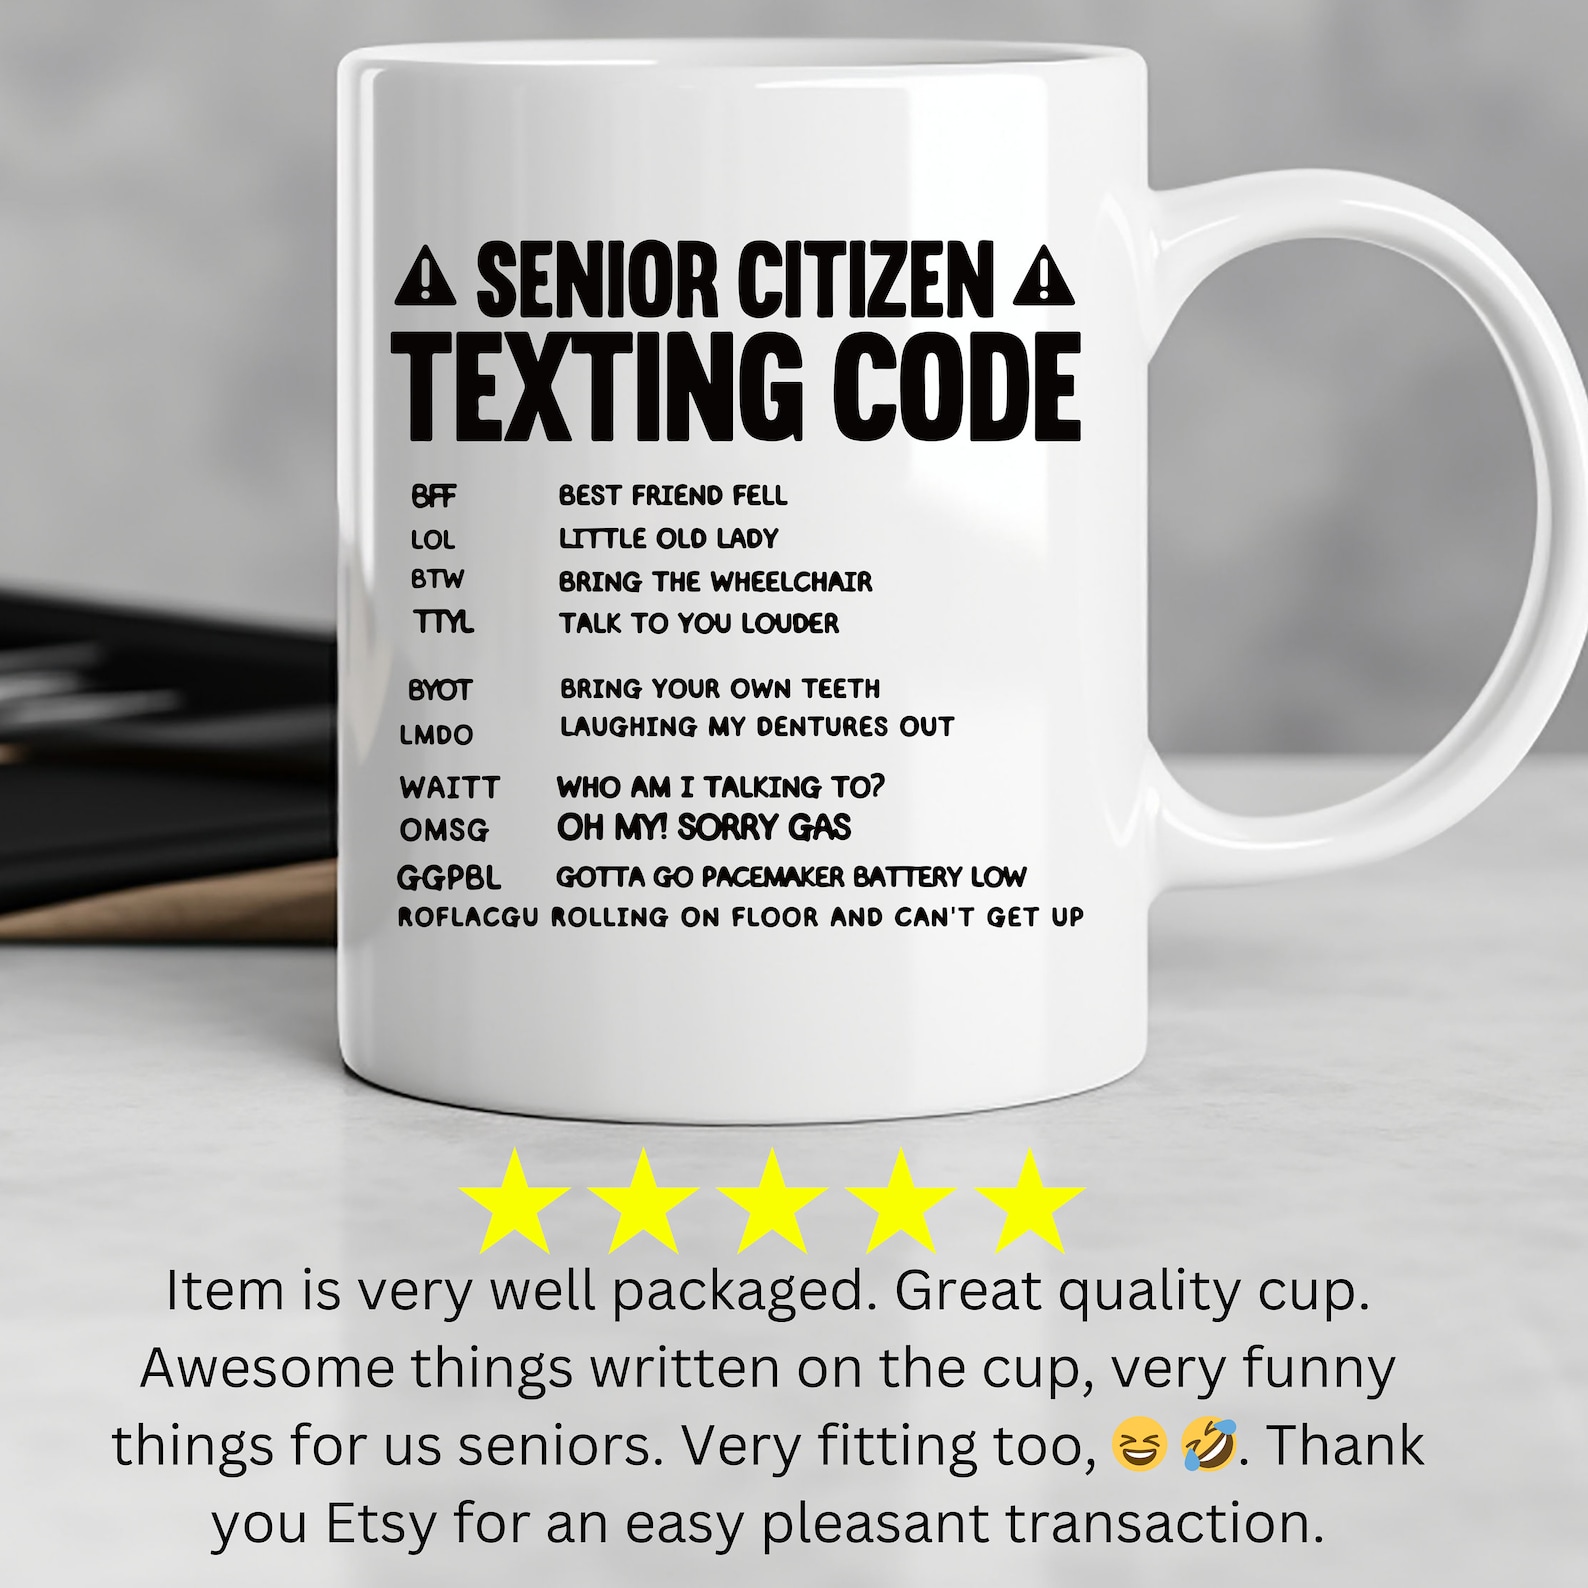 SENIOR CITIZEN
TEXTING CODE
BFF BEST FRIEND FELL
LOL LITTLE OLD LADY
BTW BRING THE WHEELCHAIR
TTYL TALK TO YOU LOUDER
BYOT BRING YOUR OWN TEETH
LMDO LAUGHING MY DENTURES OUT
WAITT WHO AM I TALKING TO?
OMSG OH MY! SORRY GAS
GGPBL GOTTA GO PACEMAKER BATTERY LOW
ROFLACGU ROLLING ON FLOOR AND CAN'T GET UP
Item is very well packaged. Great quality cup.
Awesome things written on the cup, very funny
things for us seniors. Very fitting too, 😆🤣. Thank
you Etsy for an easy pleasant transaction.